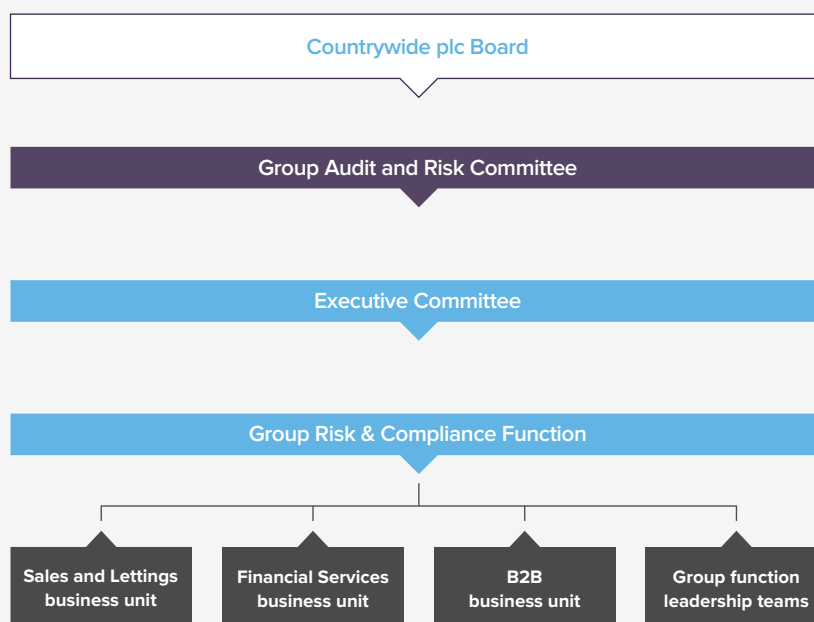 Countrywide plc Board
Group Audit and Risk Committee
Executive Committee
Group Risk & Compliance Function
Sales and Lettings
business unit
Financial Services
business unit
B2B
business unit
Group function
leadership teams